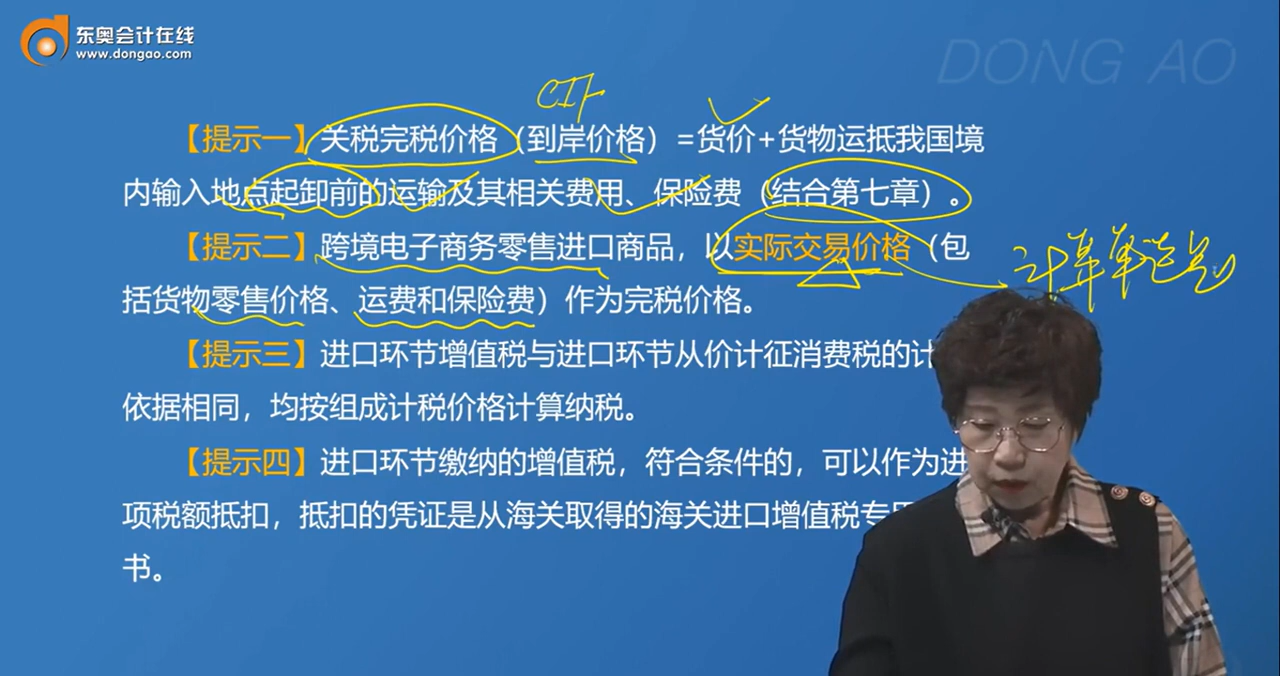 东奥会计在线
www.dongao.com
DONG AO
CIF
【提示一】关税完税价格（到岸价格）=货价+货物运抵我国境
内输入地点起卸前的运输及其相关费用、保险费（结合第七章）。
【提示二】跨境电子商务零售进口商品，以实际交易价格（包
计算单选
括货物零售价格、运费和保险费）作为完税价格。
【提示三】进口环节增值税与进口环节从价计征消费税的计
依据相同，均按组成计税价格计算纳税。
【提示四】进口环节缴纳的增值税，符合条件的，可以作为进
项税额抵扣，抵扣的凭证是从海关取得的海关进口增值税专
书。